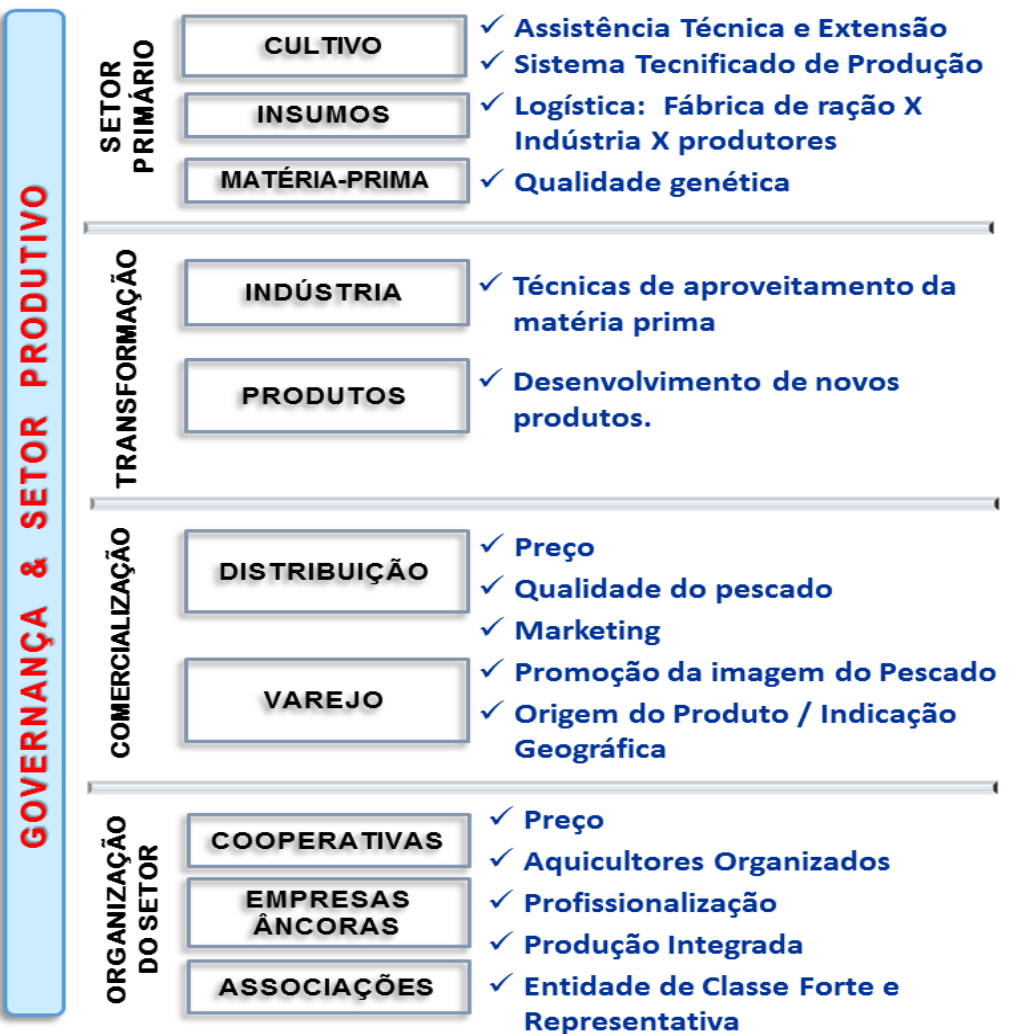 GOVERNANÇA & SETOR PRODUTIVO
SETOR
PRIMÁRIO
CULTIVO
✓ Assistência Técnica e Extensão
✓ Sistema Tecnificado de Produção
INSUMOS
✓ Logística: Fábrica de ração X
Indústria X produtores
MATÉRIA-PRIMA
✓ Qualidade genética
TRANSFORMAÇÃO
INDÚSTRIA
✓ Técnicas de aproveitamento da
matéria prima
PRODUTOS
✓ Desenvolvimento de novos
produtos.
COMERCIALIZAÇÃO
DISTRIBUIÇÃO
✓ Preço
✓ Qualidade do pescado
✓ Marketing
VAREJO
✓ Promoção da imagem do Pescado
✓ Origem do Produto / Indicação
Geográfica
ORGANIZAÇÃO
DO SETOR
COOPERATIVAS
✓ Preço
✓ Aquicultores Organizados
EMPRESAS
ÂNCORAS
✓ Profissionalização
✓ Produção Integrada
ASSOCIAÇÕES
✓ Entidade de Classe Forte e
Representativa